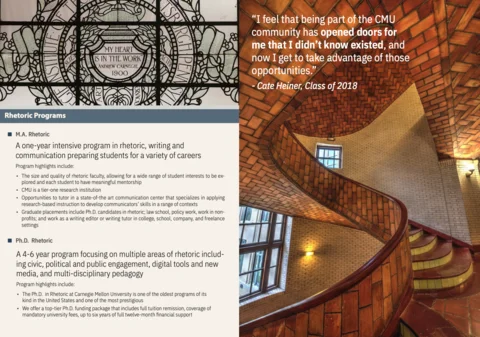 MY HEART
IS IN THE WORK
ANDREW CARNEGIE
1900
Rhetoric Programs
M.A. Rhetoric
A one-year intensive program in rhetoric, writing and
communication preparing students for a variety of careers
Program highlights include:
• The size and quality of rhetoric faculty, allowing for a wide range of student interests to be ex-
plored and each student to have meaningful mentorship
• CMU is a tier-one research institution
• Opportunities to tutor in a state-of-the art communication center that specializes in applying
research-based instruction to develop communicators' skills in a range of contexts
• Graduate placements include Ph.D. candidates in rhetoric, law school, policy work, work in non-
profits, and work as a writing editor or writing tutor in college, school, company, and freelance
settings
Ph.D. Rhetoric
A 4-6 year program focusing on multiple areas of rhetoric includ-
ing civic, political and public engagement, digital tools and new
media, and multi-disciplinary pedagogy
Program highlights include:
• The Ph.D. in Rhetoric at Carnegie Mellon University is one of the oldest programs of its
kind in the United States and one of the most prestigious
• We offer a top-tier Ph.D. funding package that includes full tuition remission, coverage of
mandatory university fees, up to six years of full twelve-month financial support
"I feel that being part of the CMU
community has opened doors for
me that I didn't know existed, and
now I get to take advantage of those
opportunities."
- Cate Heiner, Class of 2018